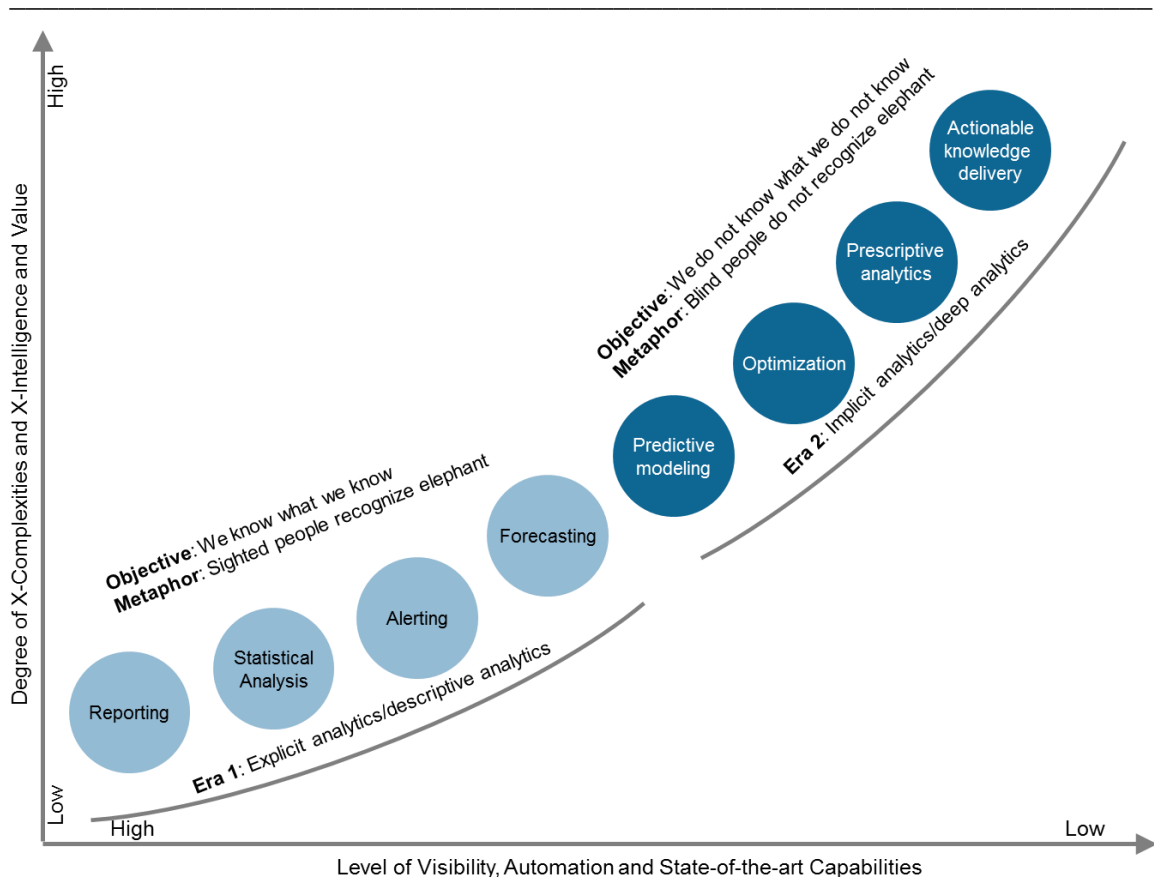 High
Degree of X-Complexities and X-Intelligence and Value
Low
Objective: We do not know what we do not know
Metaphor: Blind people do not recognize elephant
Actionable
knowledge
delivery
Prescriptive
analytics
Optimization
Predictive
modeling
Era 2: Implicit analytics/deep analytics
Objective: We know what we know
Metaphor: Sighted people recognize elephant
Forecasting
Alerting
Statistical
Analysis
Reporting
Era 1: Explicit analytics/descriptive analytics
High
Low
Level of Visibility, Automation and State-of-the-art Capabilities